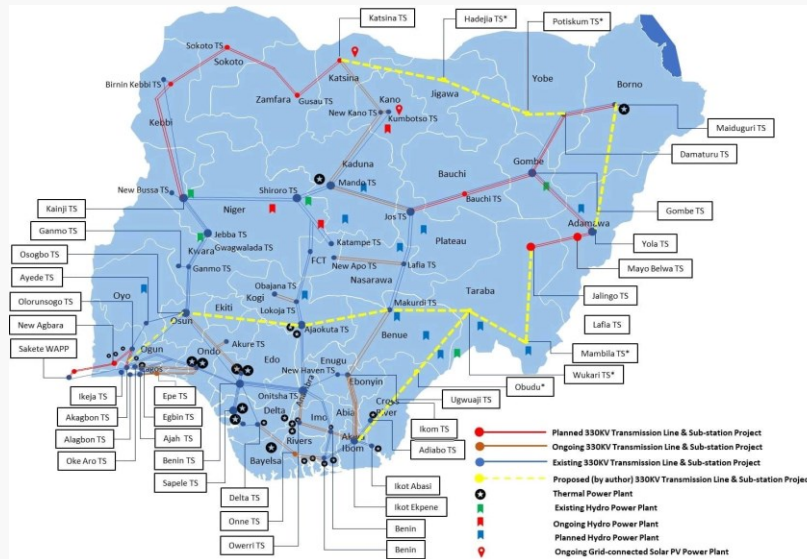 Katsina TS
Hadejia TS*
Potiskum TS*
Sokoto TS
Sokoto
Katsina
Yobe
Borno
Birnin Kebbi TS
Jigawa
Zamfara
Gusau TS
Kano
New Kano TS
Kumbotso TS
Kebbi
Maiduguri TS
Damaturu TS
Kaduna
Gombe
Bauchi
New Bussa TS
Shiroro TS
Mando TS
Bauchi TS
Kainji TS
Niger
Jos TS
Gombe TS
Adamawa
Ganmo TS
Jebba TS
Kwara
Gwagwalada TS
Katampe TS
Plateau
Yola TS
Osogbo TS
FCT
New Apo TS
Lafia TS
Mayo Belwa TS
Ayede TS
Ganmo TS
Nasarawa
Jalingo TS
Olorunsogo TS
Oyo
Obajana TS
Kogi
Taraba
Lafia TS
New Agbara
Ekiti
Lokoja TS
Makurdi TS
Osun
Ajaokuta TS
Benue
Mambila TS*
Sakete WAPP
Ogun
Ondo
Akure TS
Edo
Enugu
Wukari TS*
Lagos
New Haven TS
Ebonyin
Obudu*
Ikeja TS
Epe TS
Onitsha TS
Anambra
Cross
River
Ugwuaji TS
Akagbon TS
Egbin TS
Delta
Imo
Abia
Ikom TS
Alagbon TS
Ajah TS
Rivers
Akwa
Ibom
Adiabo TS
Oke Aro TS
Benin TS
Bayelsa
Sapele TS
Ikot Abasi
Delta TS
Ikot Ekpene
Onne TS
Benin
Owerri TS
Benin
Planned 330KV Transmission Line & Sub-station Project
Ongoing 330KV Transmission Line & Sub-station Project
Existing 330KV Transmission Line & Sub-station Project
Proposed (by author) 330KV Transmission Line & Sub-station Project
Thermal Power Plant
Existing Hydro Power Plant
Ongoing Hydro Power Plant
Planned Hydro Power Plant
Ongoing Grid-connected Solar PV Power Plant